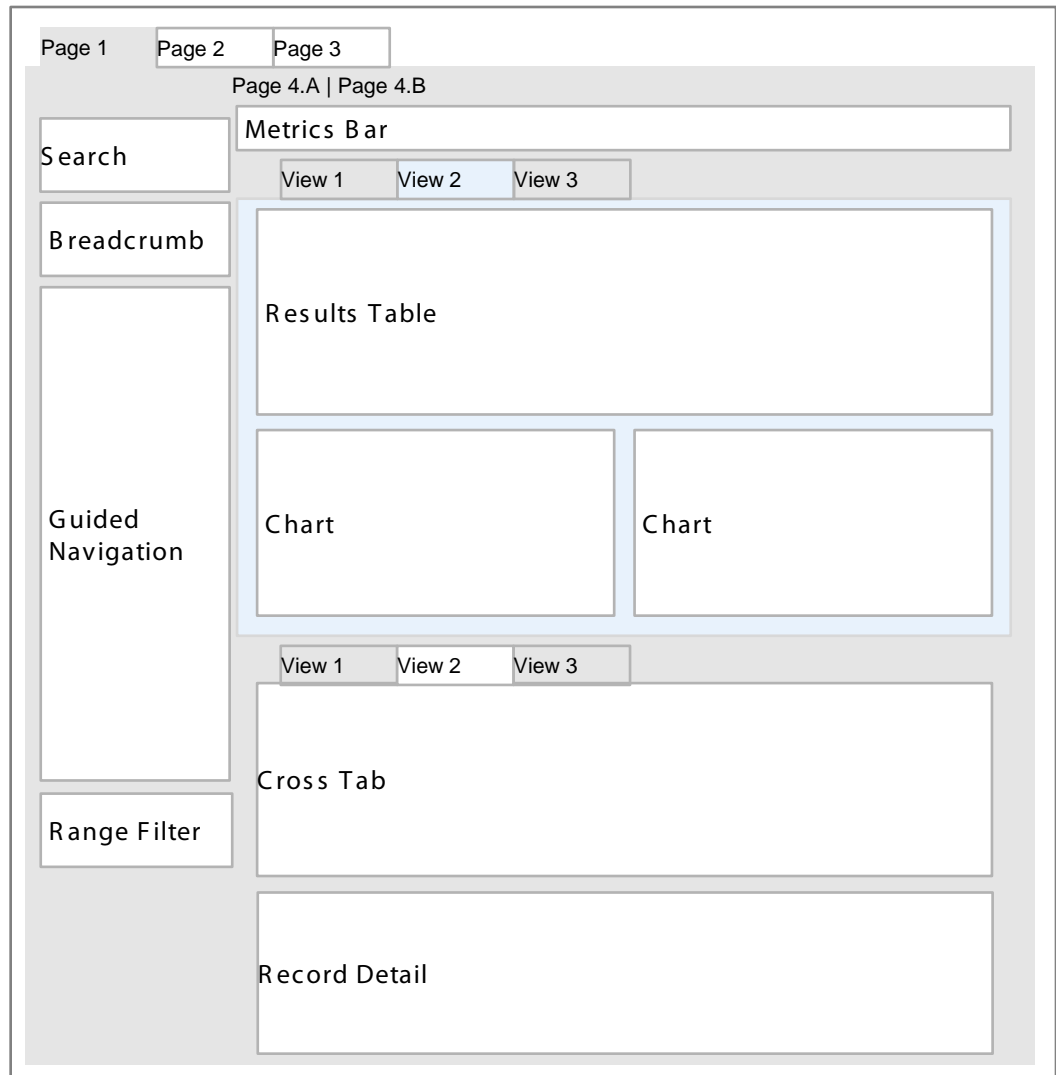 Page 1 Page 2 Page 3
Page 4.A | Page 4.B
Search
Breadcrumb
Guided
Navigation
Range Filter
Metrics Bar
View 1 View 2 View 3
Results Table
Chart Chart
View 1 View 2 View 3
Cross Tab
Record Detail